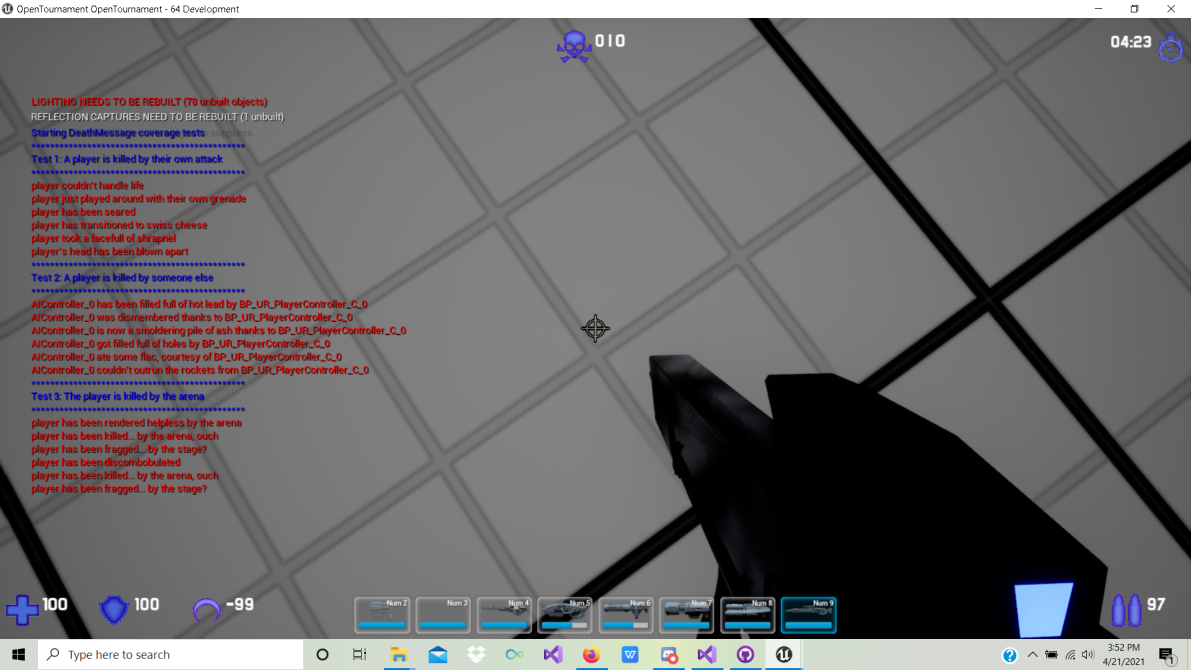 OpenTournament OpenTournament - 64 Development
010
04:23
LIGHTING NEEDS TO BE REBUILT (78 unbuilt objects)
REFLECTION CAPTURES NEED TO BE REBUILT (1 unbuilt)
Starting DeathMessage coverage tests
*********************************************
Test 1: A player is killed by their own attack
*********************************************
player couldn't handle life
player just played around with their own grenade
player has been seared
player has transitioned to swiss cheese
player took a facefull of shrapnel
player's head has been blown apart
*********************************************
Test 2: A player is killed by someone else
*********************************************
AIController_0 has been filled full of hot lead by BP_UR_PlayerController_C_0
AIController_0 was dismembered thanks to BP_UR_PlayerController_C_0
AIController_0 is now a smoldering pile of ash thanks to BP_UR_PlayerController_C_0
AIController_0 got filled full of holes by BP_UR_PlayerController_C_0
AIController_0 ate some flac, courtesy of BP_UR_PlayerController_C_0
AIController_0 couldn't outrun the rockets from BP_UR_PlayerController_C_0
*********************************************
Test 3: The player is killed by the arena
*********************************************
player has been rendered helpless by the arena
player has been killed... by the arena, ouch
player has been fragged... by the stage?
player has been discombobulated
player has been killed... by the arena, ouch
player has been fragged... by the stage?
100
100
-99
Num 2
Num 3
Num 4
Num 5
Num 6
Num 7
Num 8
Num 9
97
Type here to search
3:52 PM
4/21/2021
1